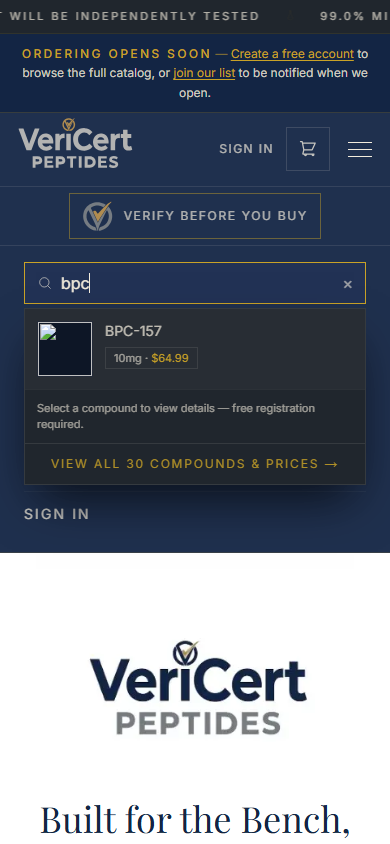 T WILL BE INDEPENDENTLY TESTED 99.0% MI
ORDERING OPENS SOON — Create a free account to
browse the full catalog, or join our list to be notified when we
open.
VeriCert
PEPTIDES
SIGN IN
VERIFY BEFORE YOU BUY
bpc
×
BPC-157
10mg · $64.99
Select a compound to view details — free registration
required.
VIEW ALL 30 COMPOUNDS & PRICES →
SIGN IN
VeriCert
PEPTIDES
Built for the Bench,